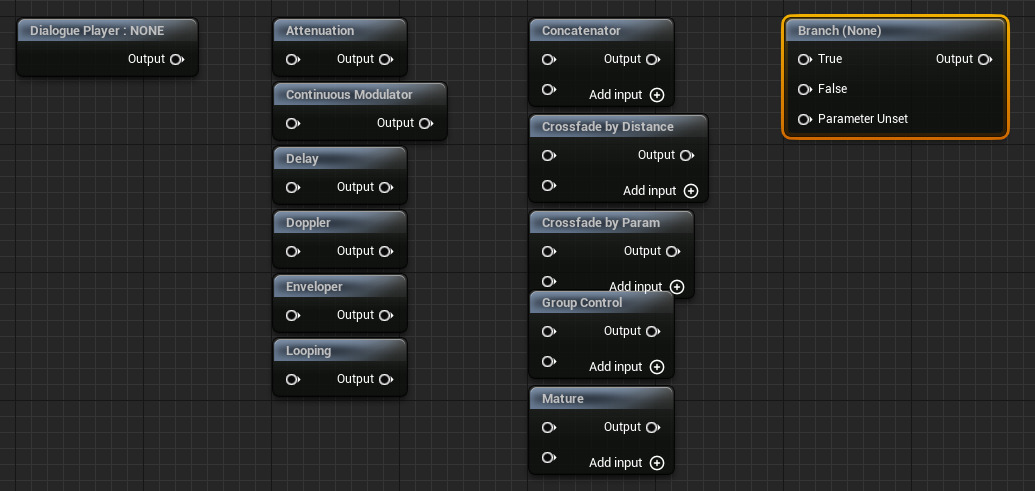 Dialogue Player : NONE
Output
Attenuation
Output
Continuous Modulator
Output
Delay
Output
Doppler
Output
Enveloper
Output
Looping
Output
Concatenator
Output
Add input
Crossfade by Distance
Output
Add input
Crossfade by Param
Output
Add input
Group Control
Output
Add input
Mature
Output
Add input
Branch (None)
True Output
False
Parameter Unset